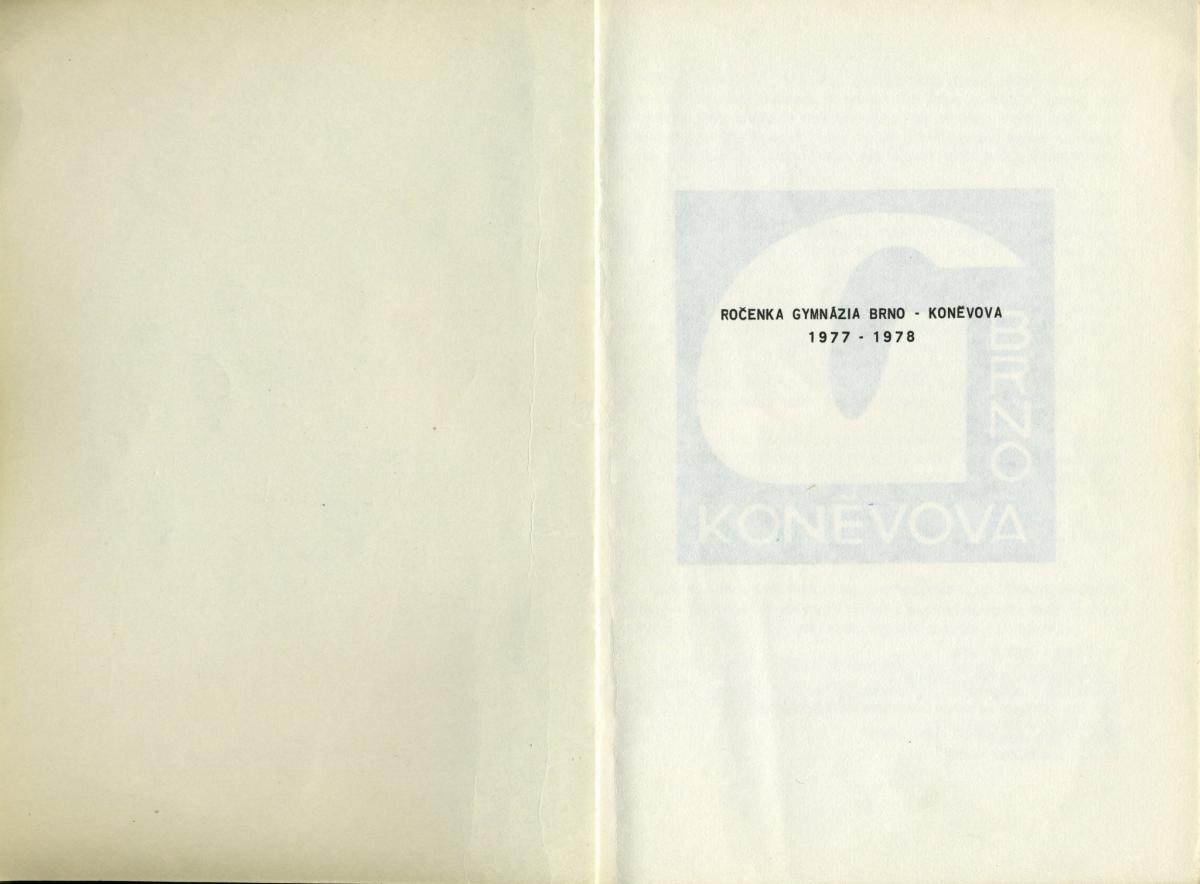 ROČENKA GYMNÁZIA BRNO - KONĚVOVA
1977 - 1978
BRNO
KONĚVOVA